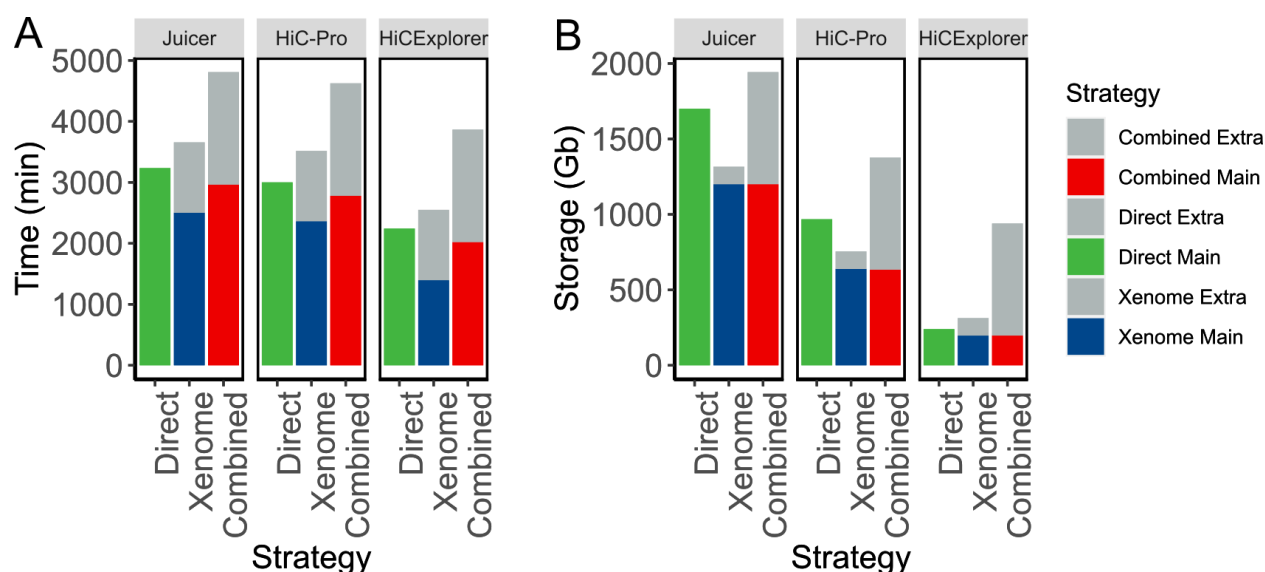 A
Juicer
HiC-Pro
HiCExplorer
Time (min)
5000
4000
3000
2000
1000
0
Direct
Xenome
Combined
Direct
Xenome
Combined
Direct
Xenome
Combined
Strategy
B
Juicer
HiC-Pro
HiCExplorer
Storage (Gb)
2000
1500
1000
500
0
Direct
Xenome
Combined
Direct
Xenome
Combined
Direct
Xenome
Combined
Strategy
Strategy
Combined Extra
Combined Main
Direct Extra
Direct Main
Xenome Extra
Xenome Main